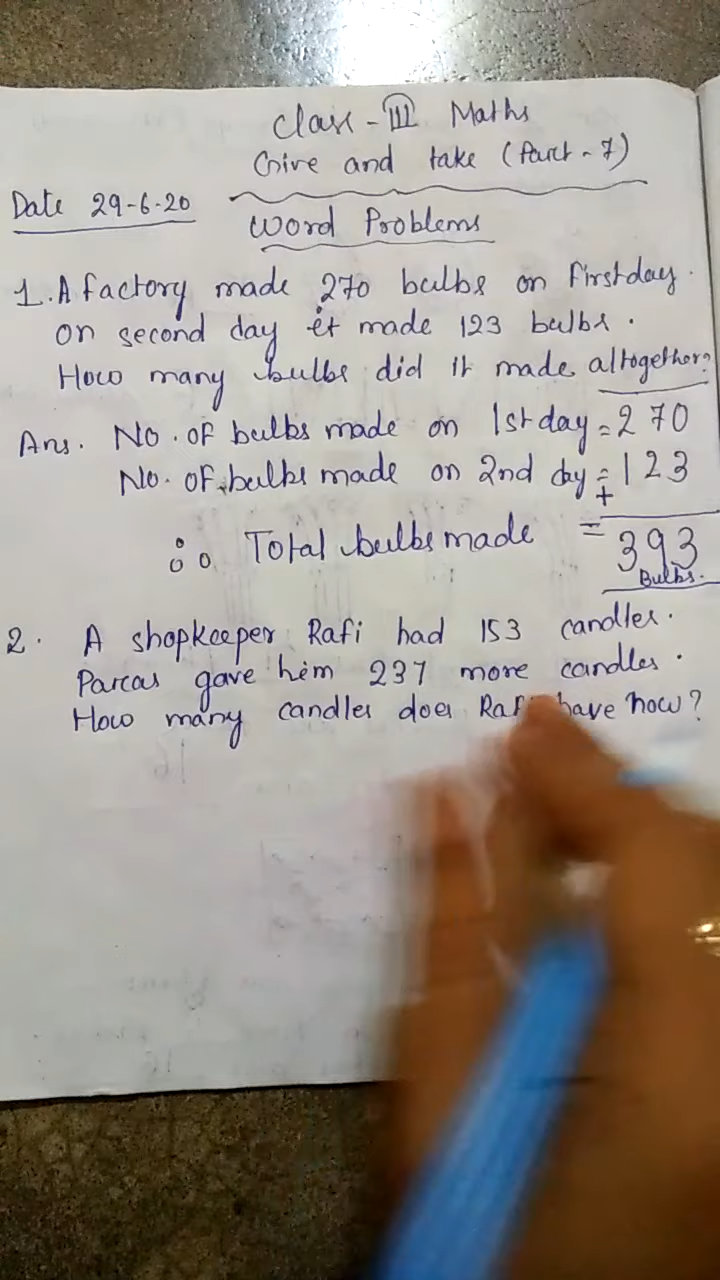 Class - III Maths
Give and take (Part - 7)
Date 29-6-20
Word Problems
1. A factory made 270 bulbs on first day.
on second day it made 123 bulbs.
How many bulbs did it made altogether?
Ans. No. of bulbs made on 1st day = 270
No. of bulbs made on 2nd day = + 123
∴ Total bulbs made = 393
Bulbs.
2. A shopkeeper Rafi had 153 candles.
Paras gave him 237 more candles.
How many candles does Rafi have now?